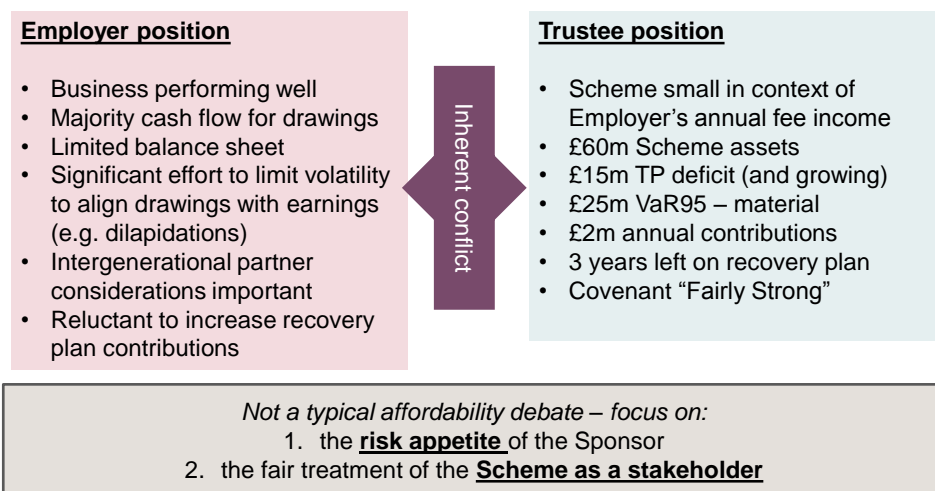 Employer position
• Business performing well
• Majority cash flow for drawings
• Limited balance sheet
• Significant effort to limit volatility
to align drawings with earnings
(e.g. dilapidations)
• Intergenerational partner
considerations important
• Reluctant to increase recovery
plan contributions
Inherent conflict
Trustee position
• Scheme small in context of
Employer’s annual fee income
• £60m Scheme assets
• £15m TP deficit (and growing)
• £25m VaR95 – material
• £2m annual contributions
• 3 years left on recovery plan
• Covenant “Fairly Strong”
Not a typical affordability debate – focus on:
1. the risk appetite of the Sponsor
2. the fair treatment of the Scheme as a stakeholder